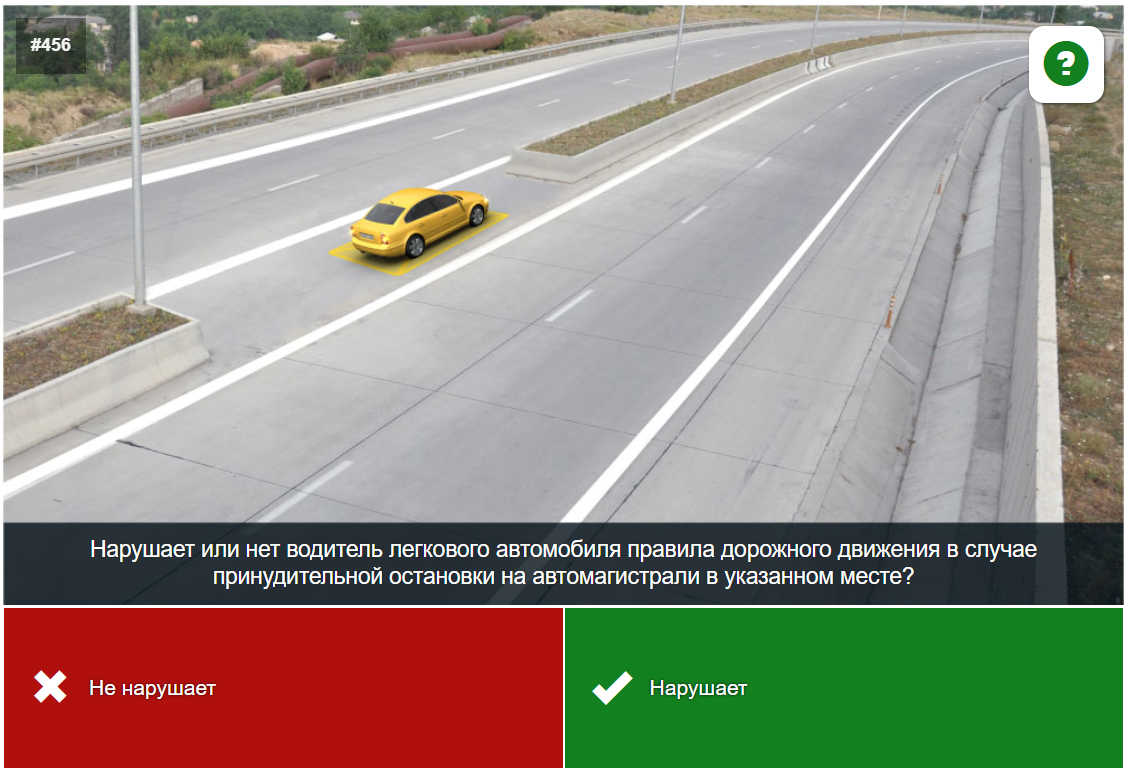 #456
?
Нарушает или нет водитель легкового автомобиля правила дорожного движения в случае
принудительной остановки на автомагистрали в указанном месте?
Не нарушает
Нарушает